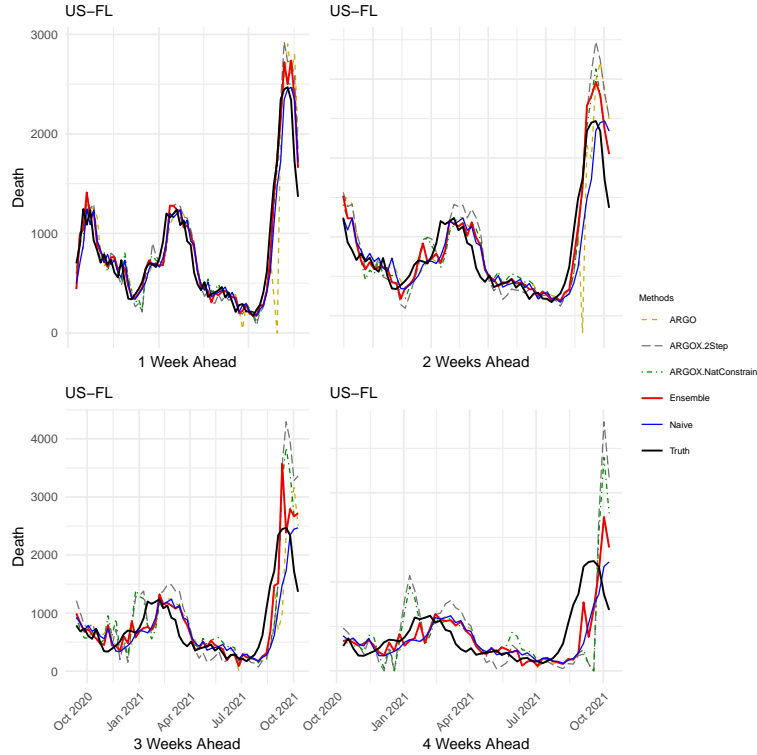 US−FL
US−FL
3000
2000
1000
0
Death
1 Week Ahead
2 Weeks Ahead
Methods
ARGO
ARGOX.2Step
ARGOX.NatConstrain
Ensemble
Naive
Truth
US−FL
US−FL
4000
3000
2000
1000
0
Death
Oct 2020
Jan 2021
Apr 2021
Jul 2021
Oct 2021
Oct 2020
Jan 2021
Apr 2021
Jul 2021
Oct 2021
3 Weeks Ahead
4 Weeks Ahead